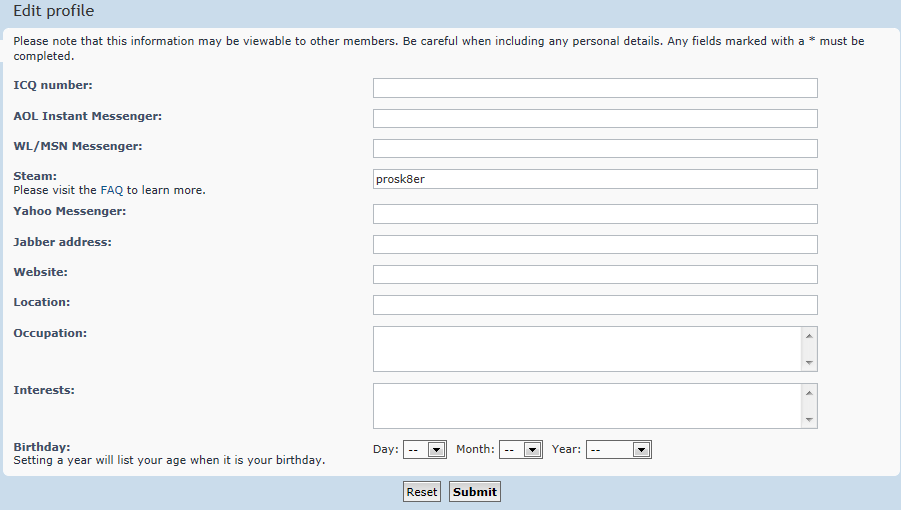 Edit profile
Please note that this information may be viewable to other members. Be careful when including any personal details. Any fields marked with a * must be
completed.
ICQ number:
AOL Instant Messenger:
WL/MSN Messenger:
Steam:
prosk8er
Please visit the FAQ to learn more.
Yahoo Messenger:
Jabber address:
Website:
Location:
Occupation:
Interests:
Birthday:
Day: -- Month: -- Year: --
Setting a year will list your age when it is your birthday.
Reset Submit